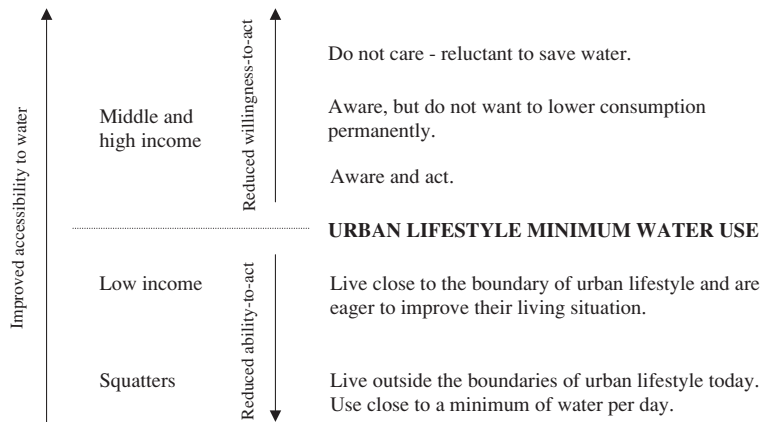 Improved accessibility to water
Middle and
high income
Reduced willingness-to-act
Do not care - reluctant to save water.
Aware, but do not want to lower consumption
permanently.
Aware and act.
URBAN LIFESTYLE MINIMUM WATER USE
Low income
Reduced ability-to-act
Live close to the boundary of urban lifestyle and are
eager to improve their living situation.
Squatters
Live outside the boundaries of urban lifestyle today.
Use close to a minimum of water per day.